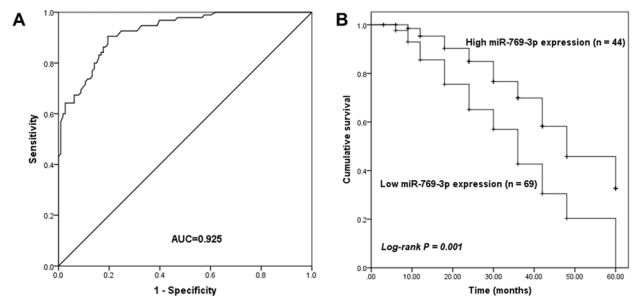 A
Sensitivity
1.0
0.8
0.6
0.4
0.2
0.0
AUC=0.925
0.0 0.2 0.4 0.6 0.8 1.0
1 - Specificity
B
Cumulative survival
1.0
0.8
0.6
0.4
0.2
0.0
High miR-769-3p expression (n = 44)
Low miR-769-3p expression (n = 69)
Log-rank P = 0.001
.00 10.00 20.00 30.00 40.00 50.00 60.00
Time (months)